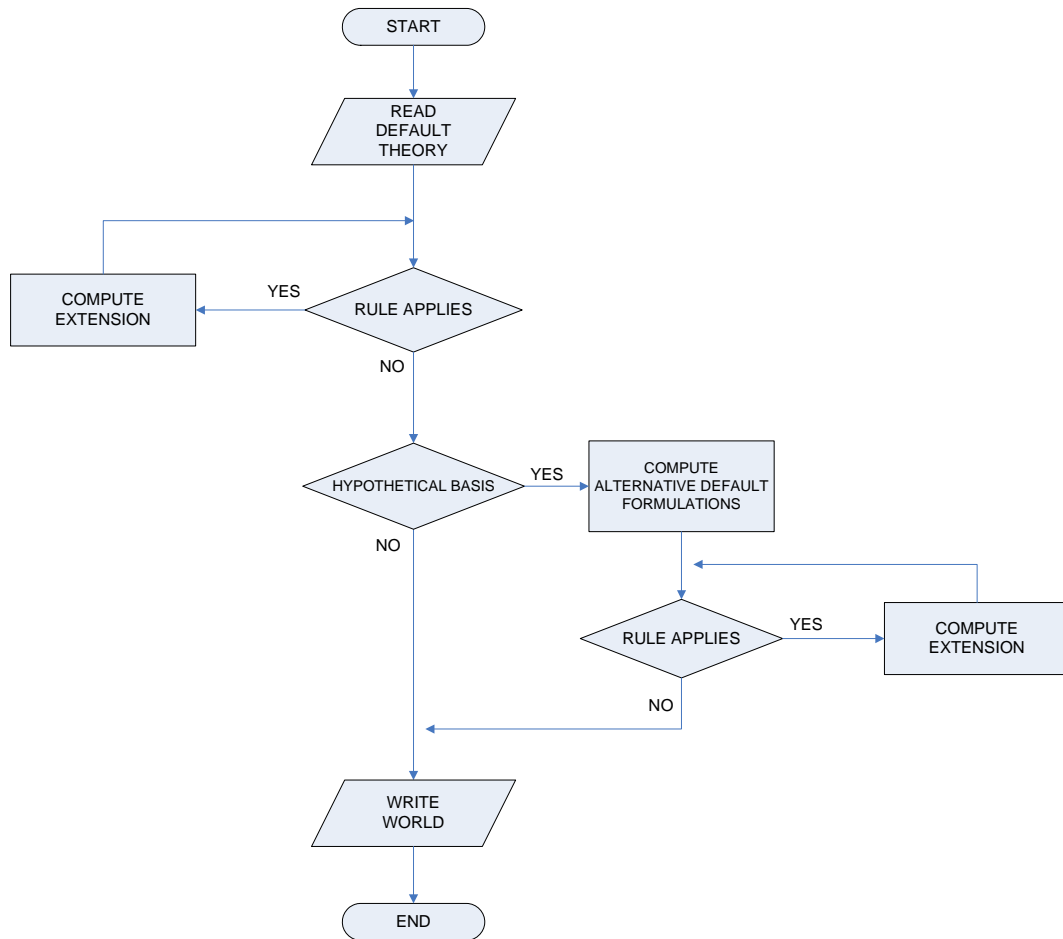 START
READ
DEFAULT
THEORY
YES
COMPUTE
EXTENSION
RULE APPLIES
NO
HYPOTHETICAL BASIS
YES
COMPUTE
ALTERNATIVE DEFAULT
FORMULATIONS
NO
RULE APPLIES
YES
COMPUTE
EXTENSION
NO
WRITE
WORLD
END